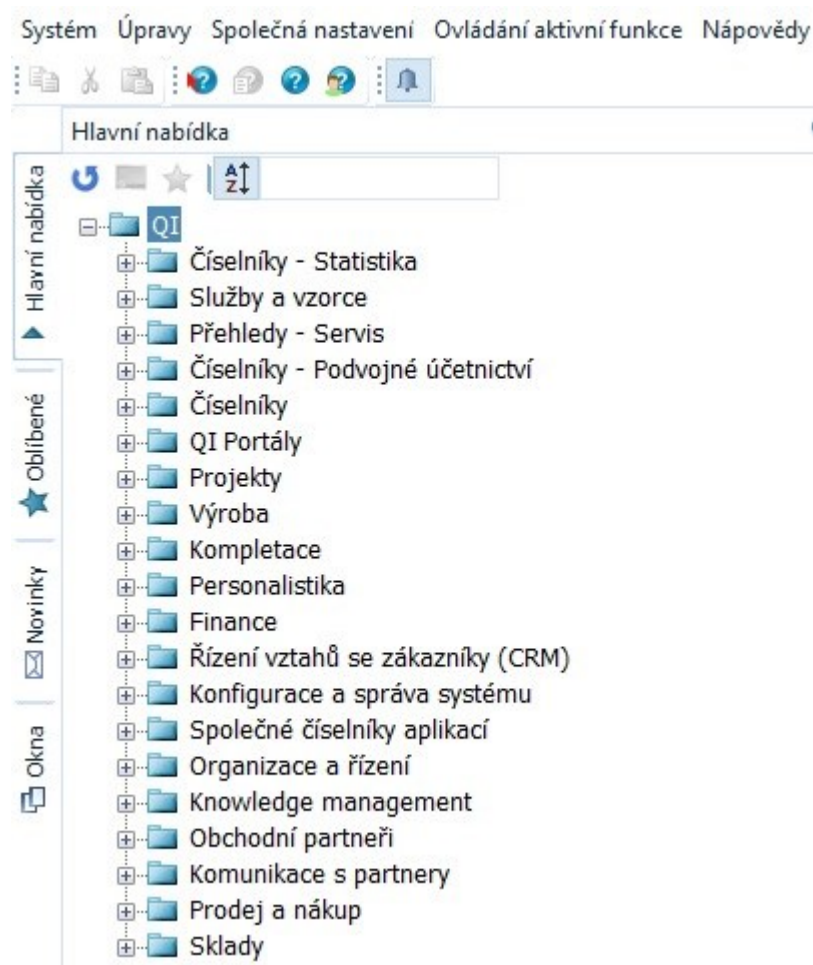 Systém Úpravy Společná nastavení Ovládání aktivní funkce Nápovědy
Hlavní nabídka
Hlavní nabídka
Oblíbené
Novinky
Okna
QI
Číselníky - Statistika
Služby a vzorce
Přehledy - Servis
Číselníky - Podvojné účetnictví
Číselníky
QI Portály
Projekty
Výroba
Kompletace
Personalistika
Finance
Řízení vztahů se zákazníky (CRM)
Konfigurace a správa systému
Společné číselníky aplikací
Organizace a řízení
Knowledge management
Obchodní partneři
Komunikace s partnery
Prodej a nákup
Sklady